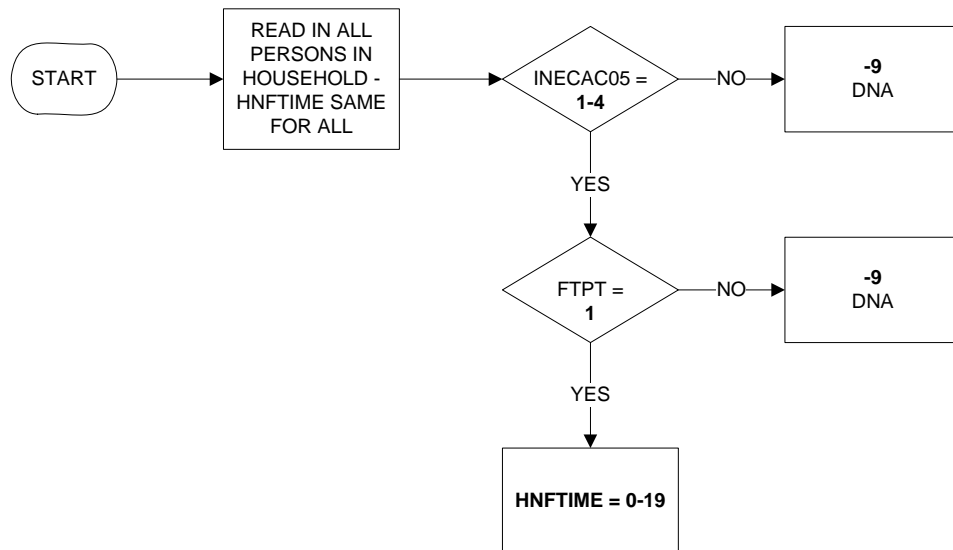 START
READ IN ALL
PERSONS IN
HOUSEHOLD -
HNFTIME SAME
FOR ALL
INECAC05 =
1-4
NO
-9
DNA
YES
FTPT =
1
NO
-9
DNA
YES
HNFTIME = 0-19